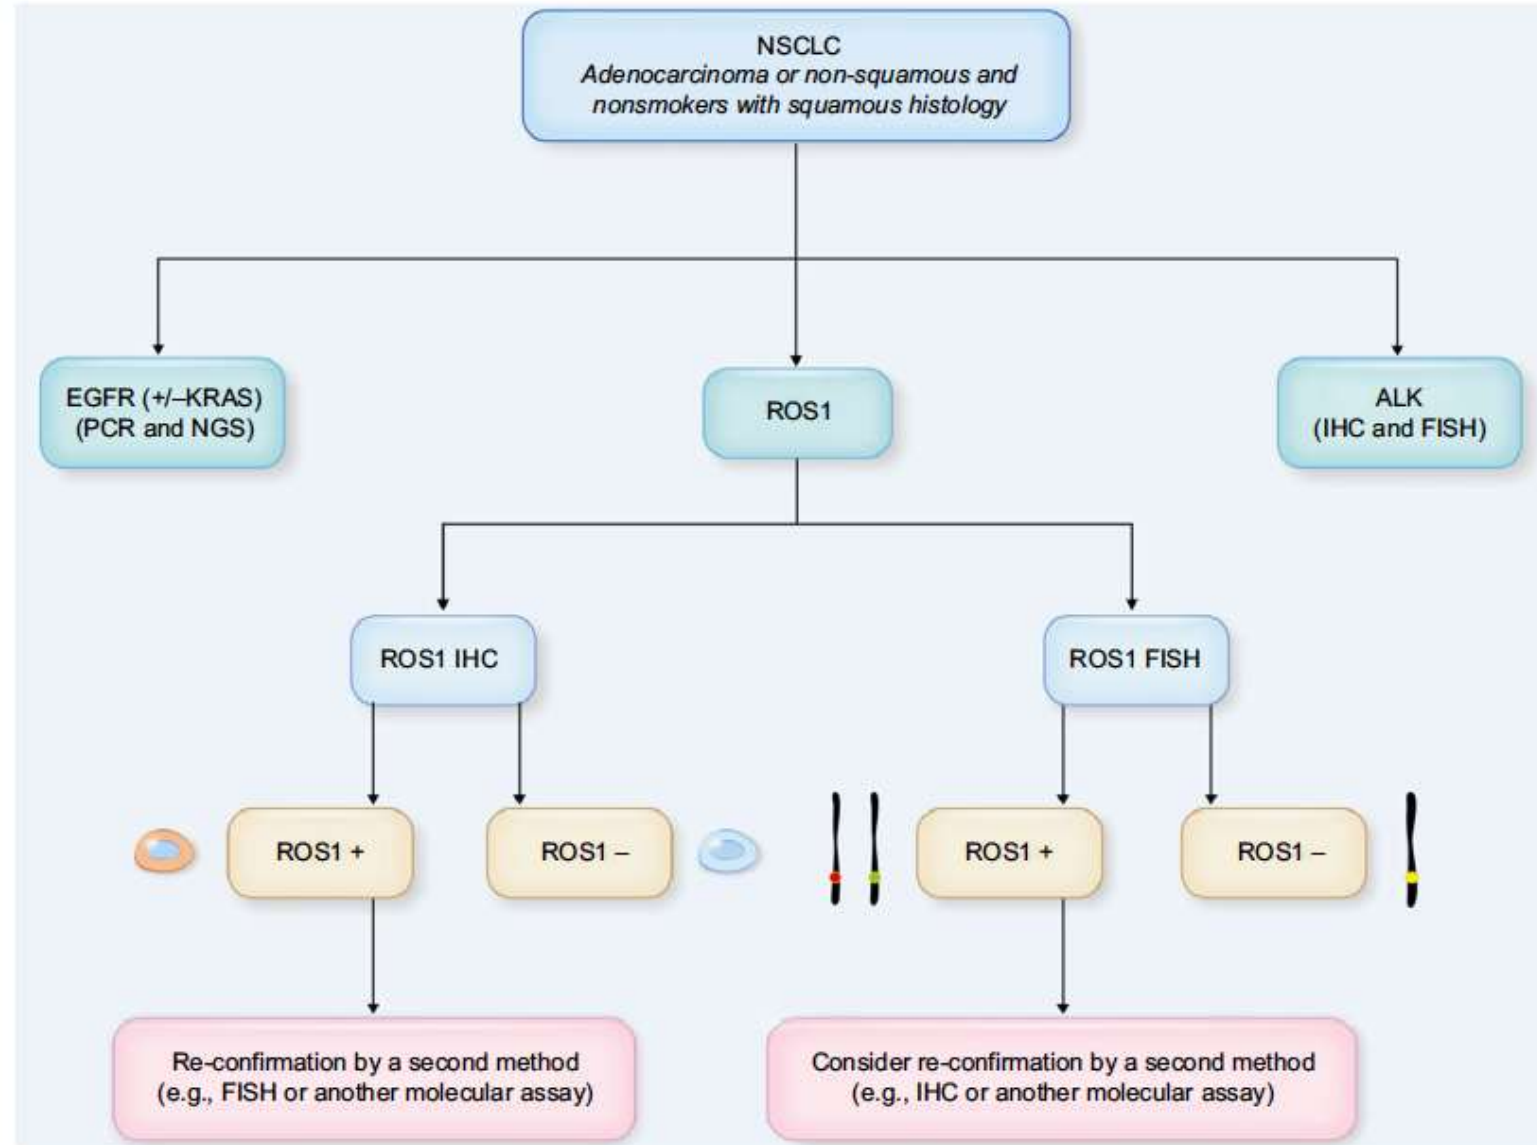 NSCLC
Adenocarcinoma or non-squamous and
nonsmokers with squamous histology
EGFR (+/–KRAS)
(PCR and NGS)
ROS1
ALK
(IHC and FISH)
ROS1 IHC
ROS1 FISH
ROS1 +
ROS1 –
ROS1 +
ROS1 –
Re-confirmation by a second method
(e.g., FISH or another molecular assay)
Consider re-confirmation by a second method
(e.g., IHC or another molecular assay)